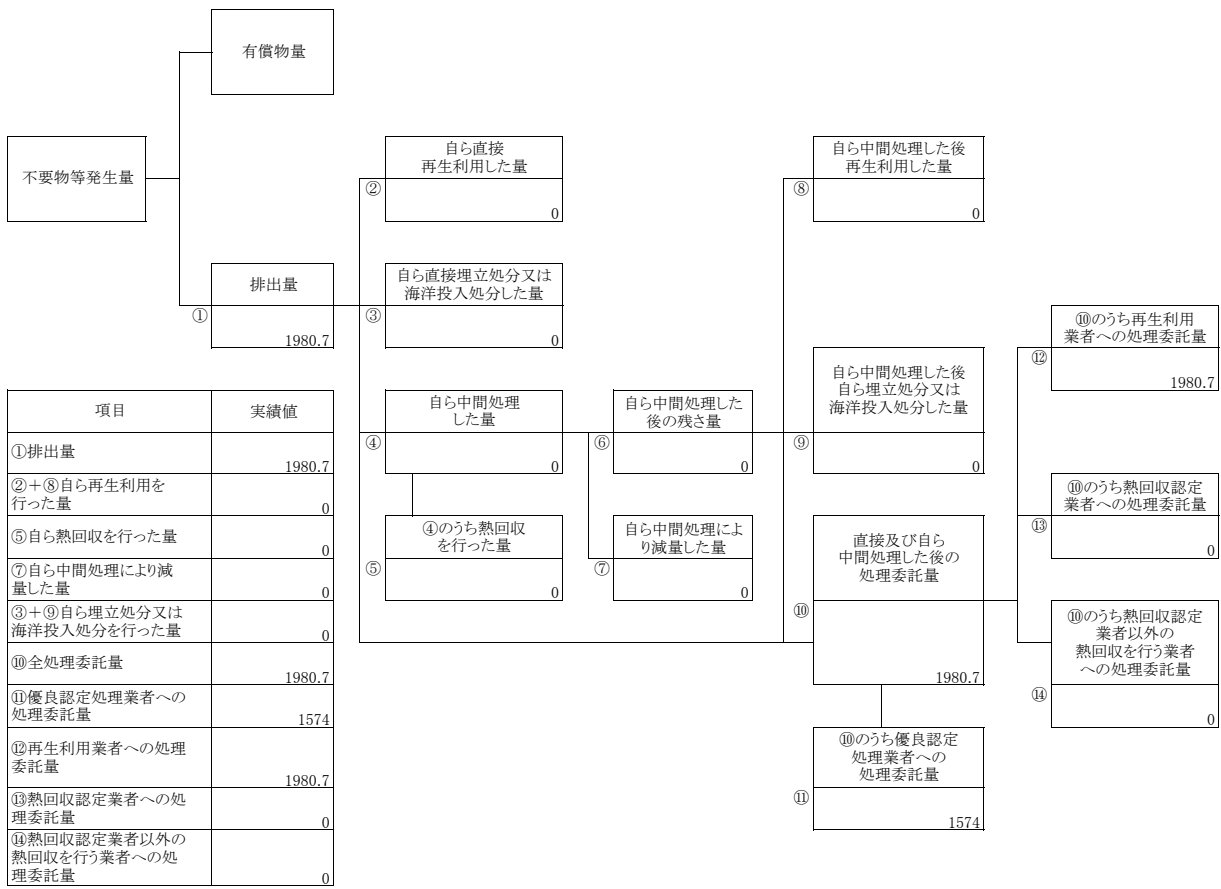 有償物量
不要物等発生量
自ら直接
再生利用した量
②
0
自ら中間処理した後
再生利用した量
⑧
0
排出量
①
1980.7
自ら直接埋立処分又は
海洋投入処分した量
③
0
⑩のうち再生利用
業者への処理委託量
⑫
1980.7
自ら中間処理
した量
④
0
自ら中間処理した
後の残さ量
⑥
0
自ら中間処理した後
自ら埋立処分又は
海洋投入処分した量
⑨
0
⑩のうち熱回収認定
業者への処理委託量
⑬
0
④のうち熱回収
を行った量
⑤
0
自ら中間処理によ
り減量した量
⑦
0
直接及び自ら
中間処理した後の
処理委託量
⑩
1980.7
⑩のうち熱回収認定
業者以外の
熱回収を行う業者
への処理委託量
⑭
0
⑩のうち優良認定
処理業者への
処理委託量
⑪
1574
項目
実績値
①排出量
1980.7
②＋⑧自ら再生利用を
行った量
0
⑤自ら熱回収を行った量
0
⑦自ら中間処理により減
量した量
0
③＋⑨自ら埋立処分又は
海洋投入処分を行った量
0
⑩全処理委託量
1980.7
⑪優良認定処理業者への
処理委託量
1574
⑫再生利用業者への処理
委託量
1980.7
⑬熱回収認定業者への処
理委託量
0
⑭熱回収認定業者以外の
熱回収を行う業者への処
理委託量
0